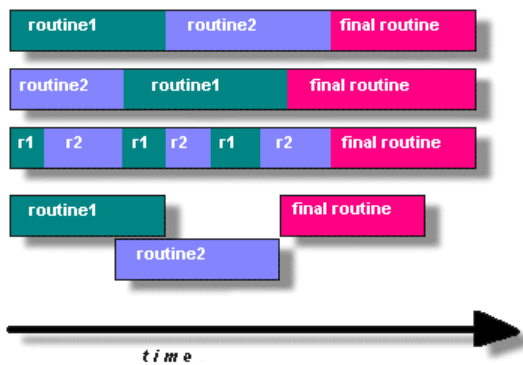 routine1 routine2 final routine
routine2 routine1 final routine
r1 r2 r1 r2 r1 r2 final routine
routine1 final routine
routine2
time